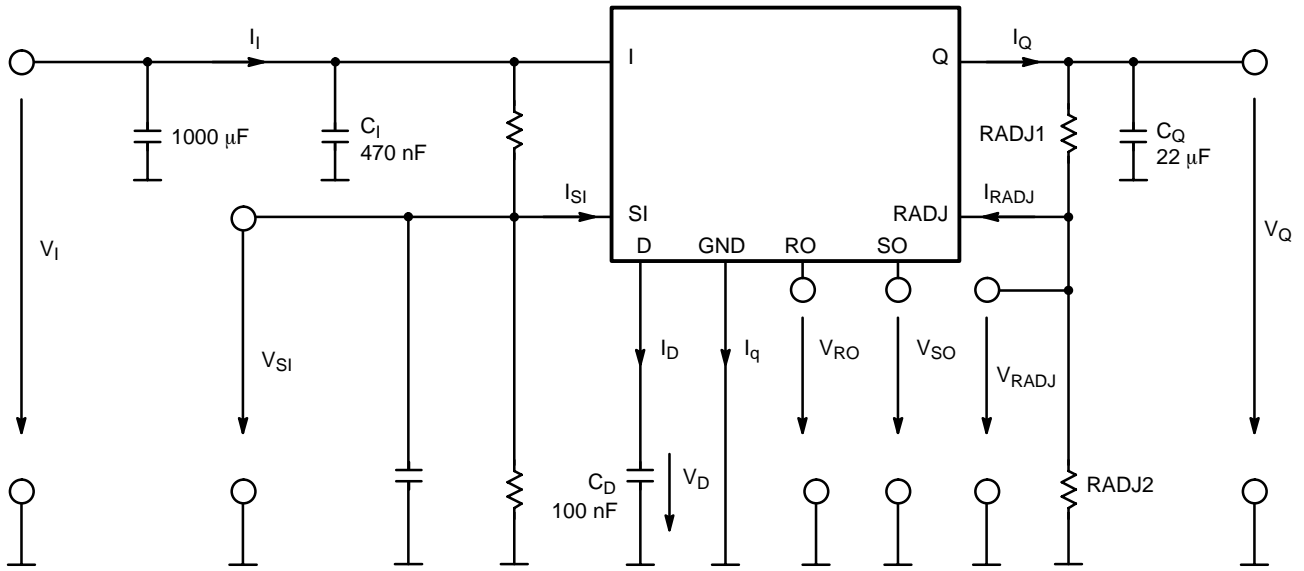 I_I
I_Q
I
Q
1000 μF
C_I
470 nF
RADJ1
C_Q
22 μF
I_SI
I_RADJ
SI
RADJ
D
GND
RO
SO
V_I
V_Q
V_SI
I_D
I_q
V_RO
V_SO
V_RADJ
C_D
100 nF
V_D
RADJ2